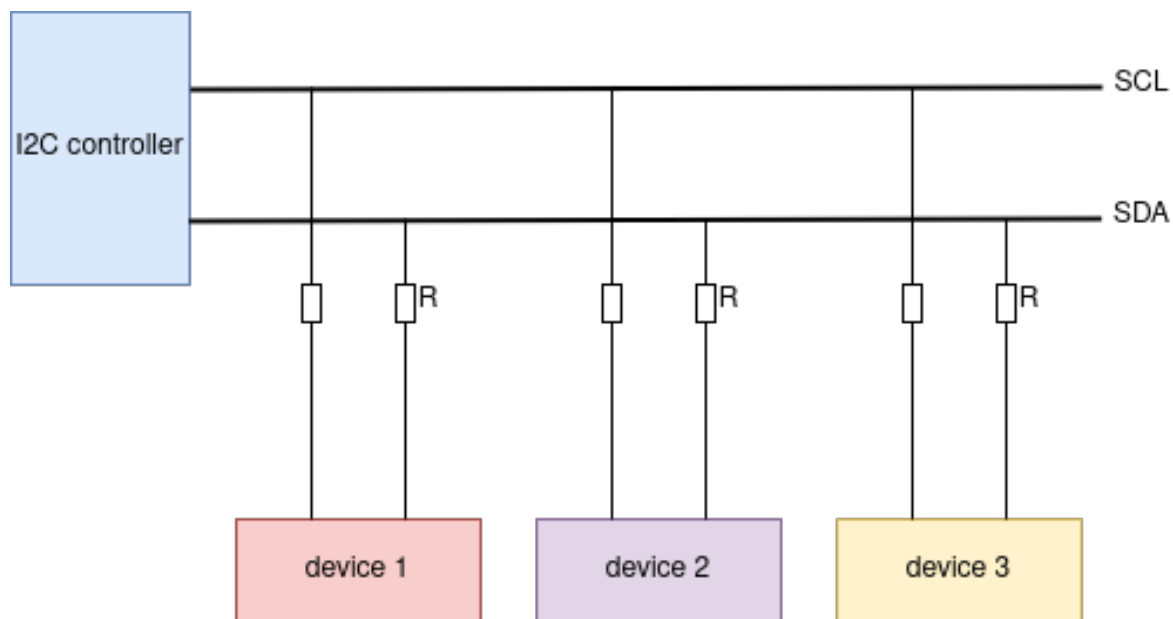 SCL
I2C controller
SDA
R
R
R
device 1
device 2
device 3